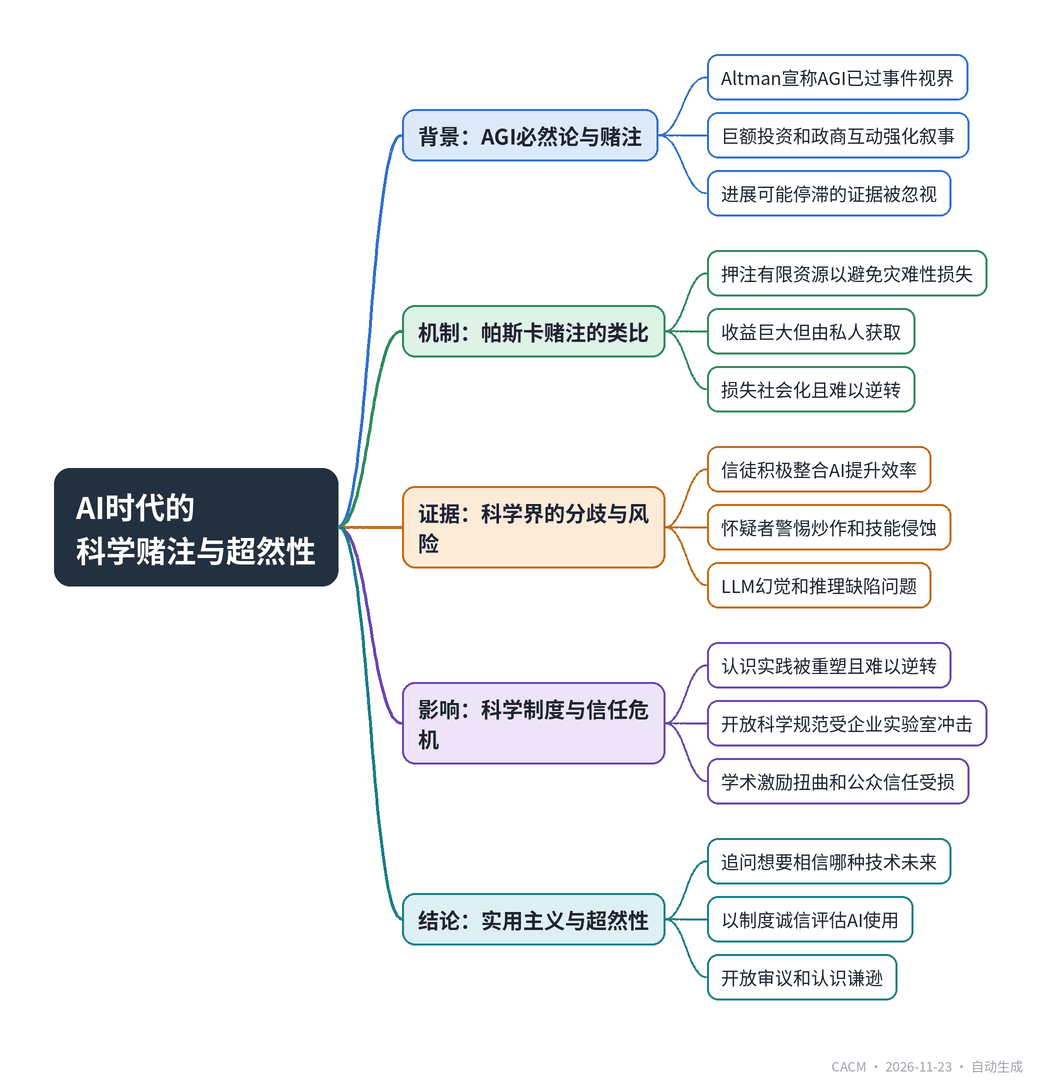 AI时代的
科学赌注与超然性
背景：AGI必然论与赌注
Altman宣称AGI已过事件视界
巨额投资和政商互动强化叙事
进展可能停滞的证据被忽视
机制：帕斯卡赌注的类比
押注有限资源以避免灾难性损失
收益巨大但由私人获取
损失社会化且难以逆转
证据：科学界的分歧与风
险
信徒积极整合AI提升效率
怀疑者警惕炒作和技能侵蚀
LLM幻觉和推理缺陷问题
影响：科学制度与信任危
机
认识实践被重塑且难以逆转
开放科学规范受企业实验室冲击
学术激励扭曲和公众信任受损
结论：实用主义与超然性
追问想要相信哪种技术未来
以制度诚信评估AI使用
开放审议和认识谦逊
CACM · 2026-11-23 · 自动生成